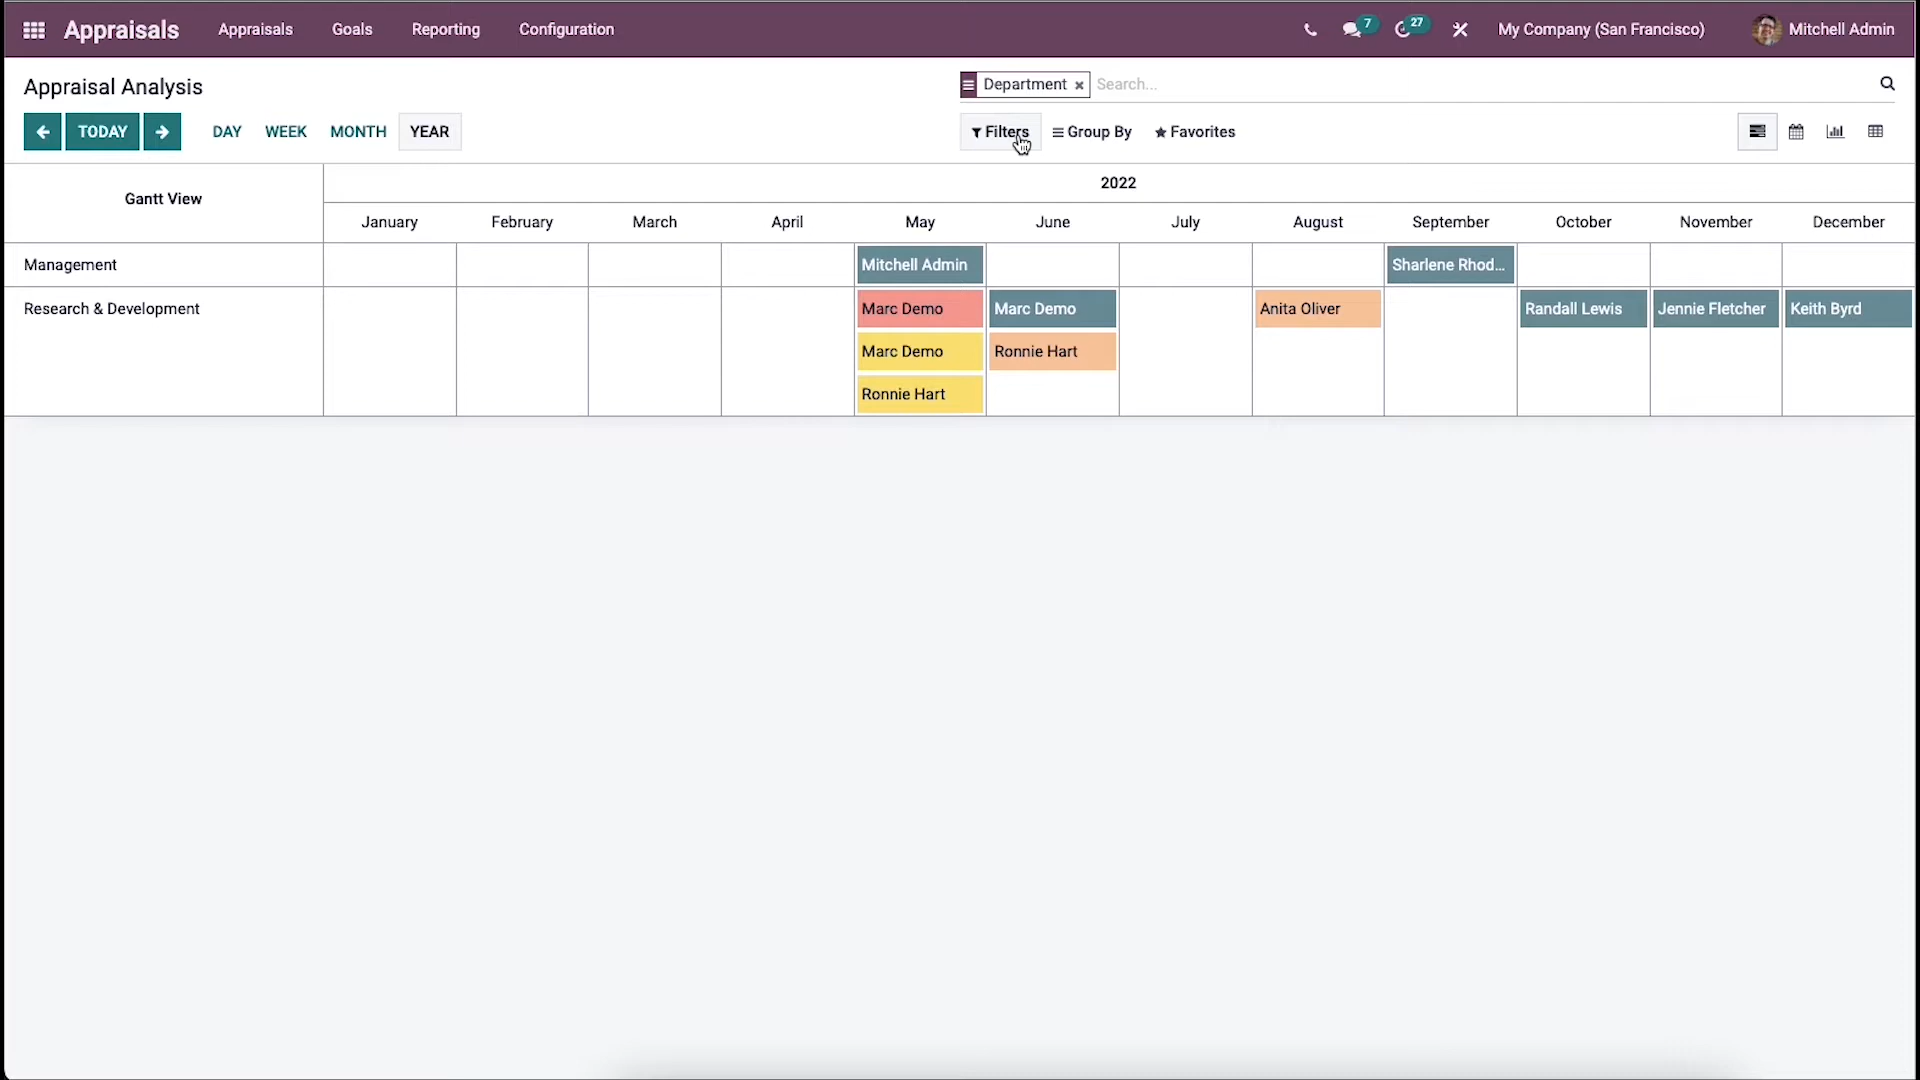 Appraisals Appraisals Goals Reporting Configuration 7 27 My Company (San Francisco) Mitchell Admin
Appraisal Analysis Department × Search...
TODAY DAY WEEK MONTH YEAR Filters Group By Favorites
Gantt View 2022
January February March April May June July August September October November December
Management Mitchell Admin Sharlene Rhod...
Research & Development Marc Demo Marc Demo Anita Oliver Randall Lewis Jennie Fletcher Keith Byrd
Marc Demo Ronnie Hart
Ronnie Hart